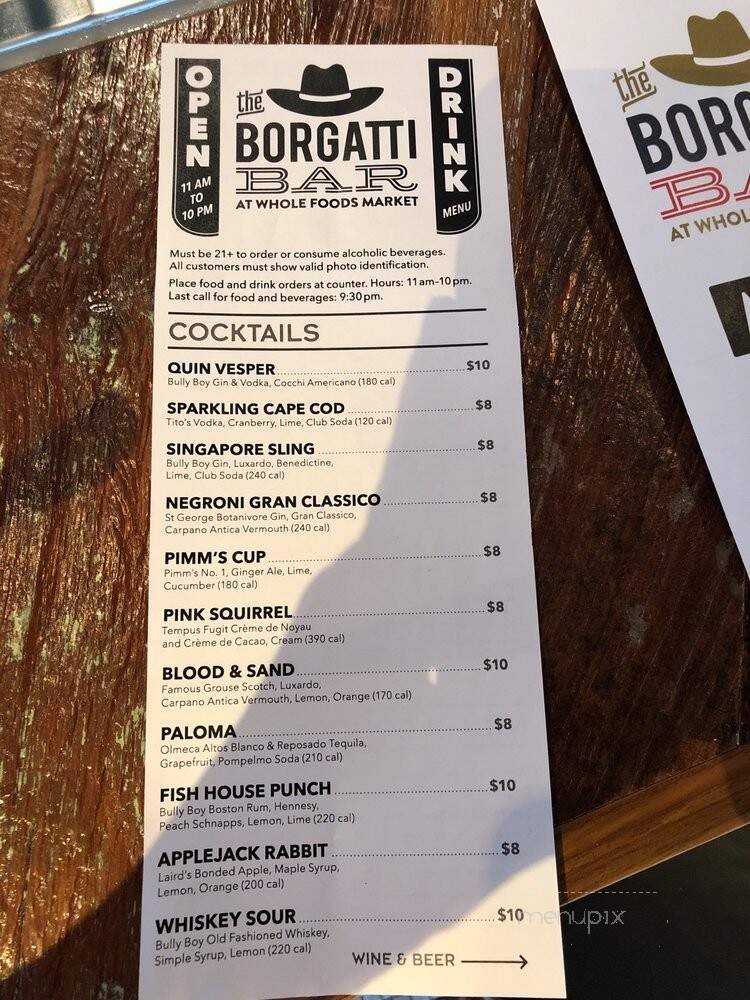 OPEN
11 AM
TO
10 PM
the
BORGATTI
BAR
AT WHOLE FOODS MARKET
DRINK
MENU
Must be 21+ to order or consume alcoholic beverages.
All customers must show valid photo identification.
Place food and drink orders at counter. Hours: 11am-10pm.
Last call for food and beverages: 9:30pm.
COCKTAILS
QUIN VESPER $10
Bully Boy Gin & Vodka, Cocchi Americano (180 cal)
SPARKLING CAPE COD $8
Tito's Vodka, Cranberry, Lime, Club Soda (120 cal)
SINGAPORE SLING $8
Bully Boy Gin, Luxardo, Benedictine,
Lime, Club Soda (240 cal)
NEGRONI GRAN CLASSICO $8
St George Botanivore Gin, Gran Classico,
Carpano Antica Vermouth (240 cal)
PIMM'S CUP $8
Pimm's No. 1, Ginger Ale, Lime,
Cucumber (180 cal)
PINK SQUIRREL $8
Tempus Fugit Crème de Noyau
and Crème de Cacao, Cream (390 cal)
BLOOD & SAND $10
Famous Grouse Scotch, Luxardo,
Carpano Antica Vermouth, Lemon, Orange (170 cal)
PALOMA $8
Olmeca Altos Blanco & Reposado Tequila,
Grapefruit, Pompelmo Soda (210 cal)
FISH HOUSE PUNCH $10
Bully Boy Boston Rum, Hennesy,
Peach Schnapps, Lemon, Lime (220 cal)
APPLEJACK RABBIT $8
Laird's Bonded Apple, Maple Syrup,
Lemon, Orange (200 cal)
WHISKEY SOUR $10
Bully Boy Old Fashioned Whiskey,
Simple Syrup, Lemon (220 cal)
WINE & BEER
the
BORG
BA
AT WHOL
menupix